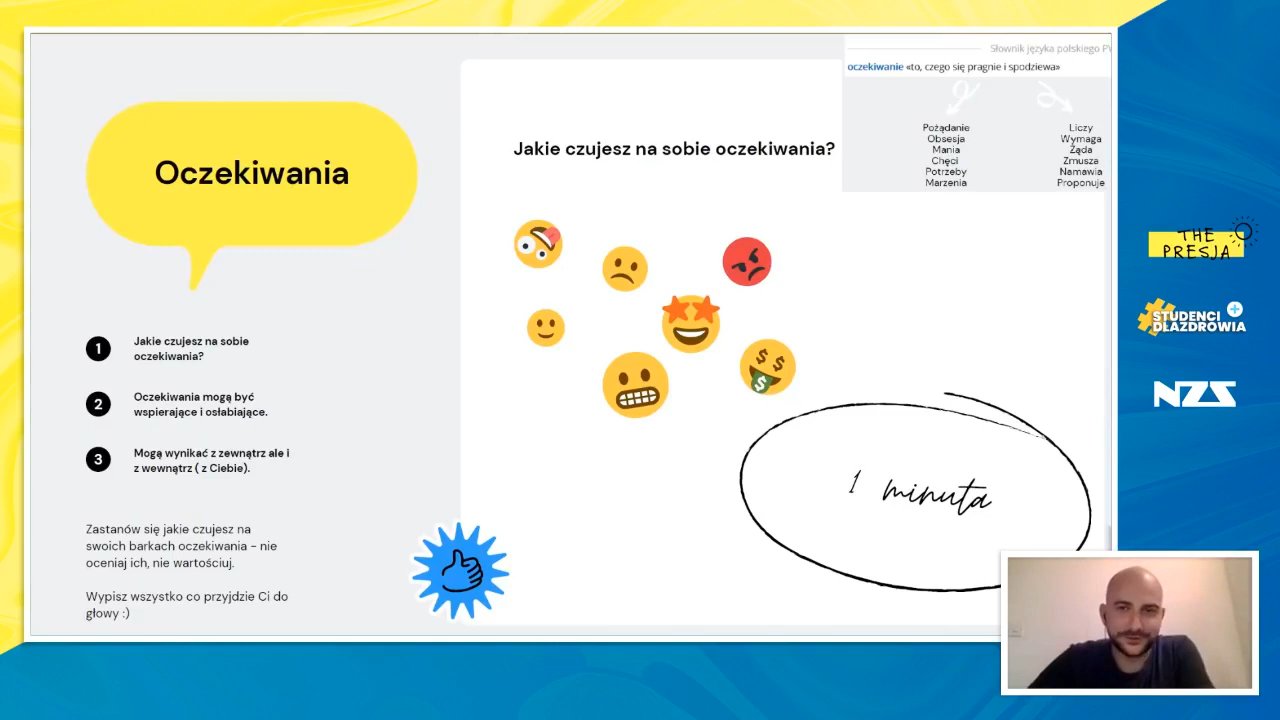 Oczekiwania
1
Jakie czujesz na sobie
oczekiwania?
2
Oczekiwania mogą być
wspierające i osłabiające.
3
Mogą wynikać z zewnątrz ale i
z wewnątrz ( z Ciebie).
Zastanów się jakie czujesz na
swoich barkach oczekiwania - nie
oceniaj ich, nie wartościuj.
Wypisz wszystko co przyjdzie Ci do
głowy :)
Jakie czujesz na sobie oczekiwania?
Słownik języka polskiego
oczekiwanie «to, czego się pragnie i spodziewa»
Pożądanie
Obsesja
Mania
Chęci
Potrzeby
Marzenia
Liczy
Wymaga
Żąda
Zmusza
Namawia
Proponuje
1 minuta
THE
PRESJA
#STUDENCI
DLAZDROWIA
NZS